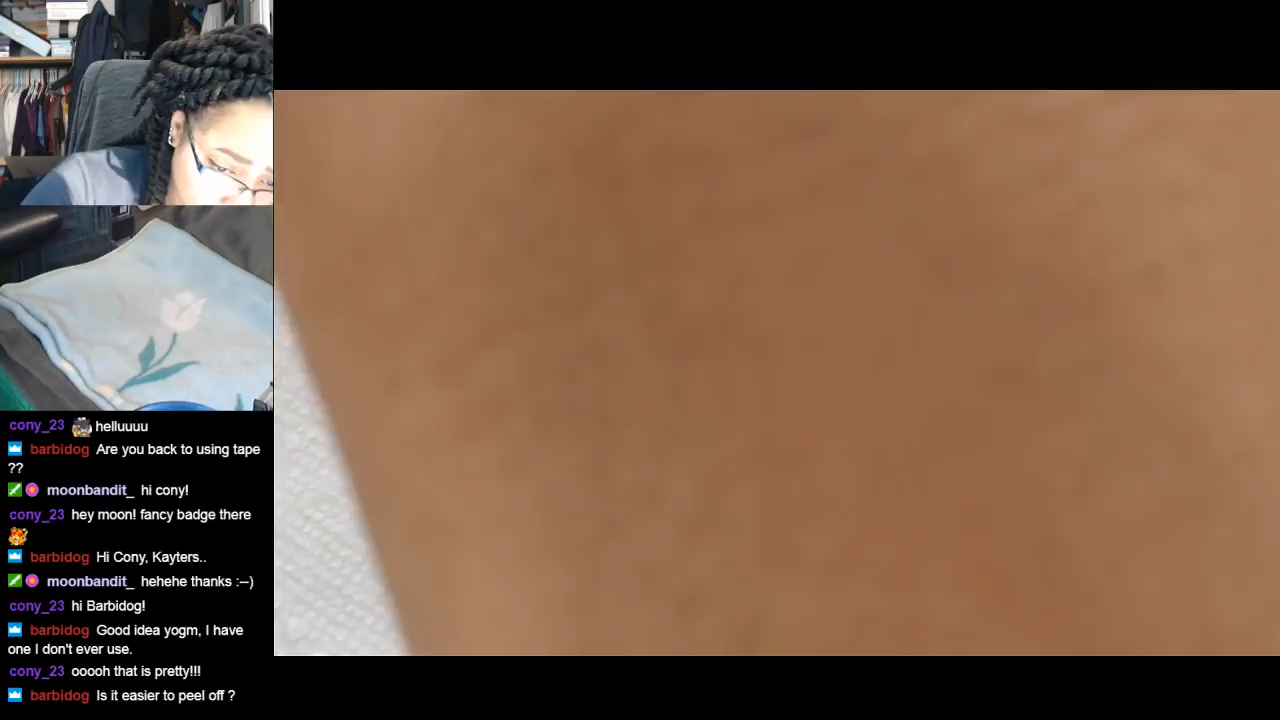 cony_23 helluuuu
barbidog Are you back to using tape
??
moonbandit_ hi cony!
cony_23 hey moon! fancy badge there
barbidog Hi Cony, Kayters..
moonbandit_ hehehe thanks :--)
cony_23 hi Barbidog!
barbidog Good idea yogm, I have
one I don't ever use.
cony_23 ooooh that is pretty!!!
barbidog Is it easier to peel off ?